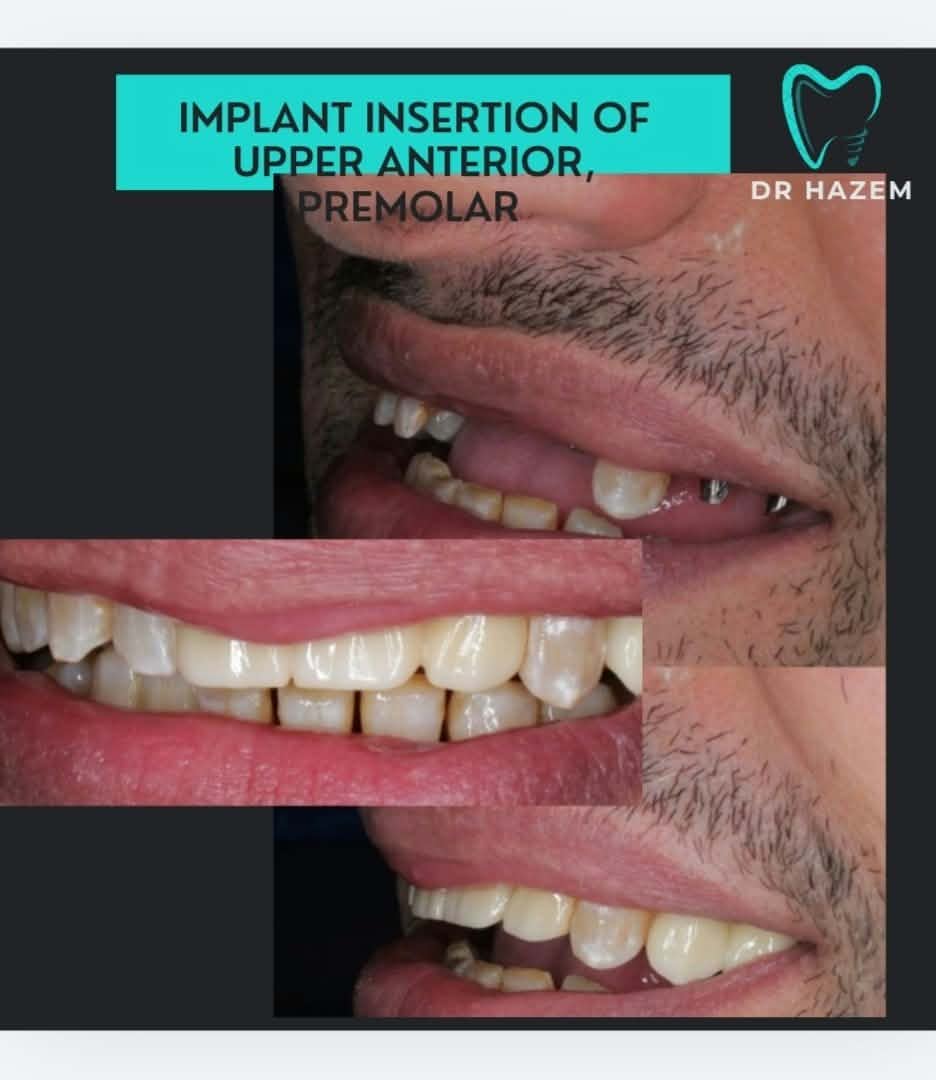 IMPLANT INSERTION OF
UPPER ANTERIOR,
PREMOLAR
DR HAZEM